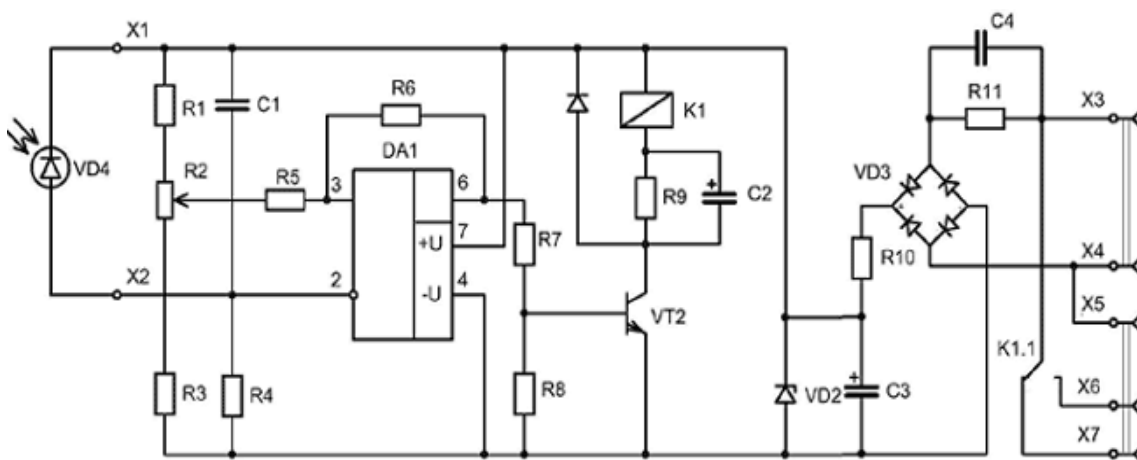 X1
C4
R1
C1
R6
K1
R11
X3
VD4
R2
DA1
VD3
R5
3
6
R9
+
C2
+U
7
R7
X2
2
-U
4
R10
X4
VT2
X5
K1.1
R3
R4
R8
VD2
+
C3
X6
X7